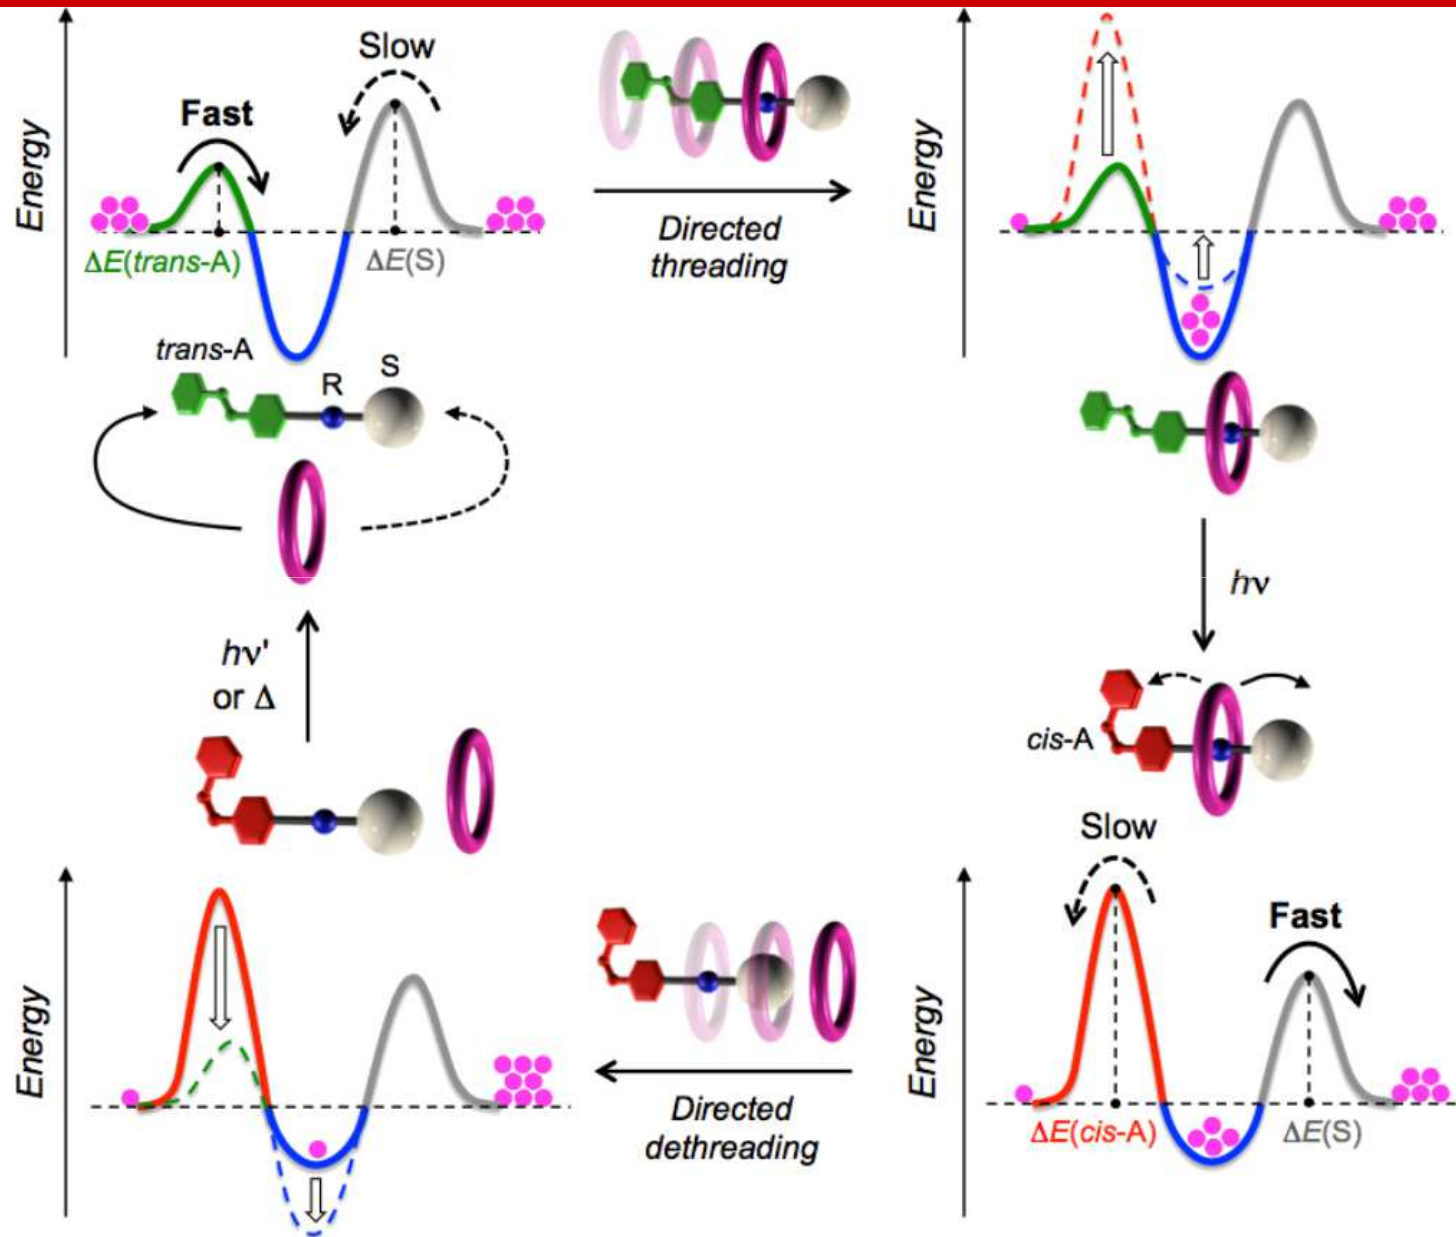 Energy
Fast
Slow
ΔE(trans-A)
ΔE(S)
Directed
threading
Energy
trans-A
R
S
hν
hν'
or Δ
cis-A
Energy
Directed
dethreading
Energy
Slow
Fast
ΔE(cis-A)
ΔE(S)